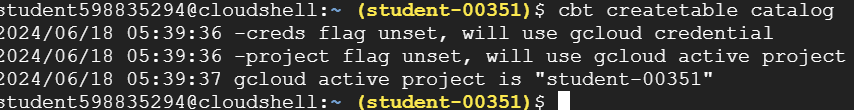 student598835294@cloudshell:~ (student-00351)$ cbt createtable catalog
2024/06/18 05:39:36 -creds flag unset, will use gcloud credential
2024/06/18 05:39:36 -project flag unset, will use gcloud active project
2024/06/18 05:39:37 gcloud active project is "student-00351"
student598835294@cloudshell:~ (student-00351)$